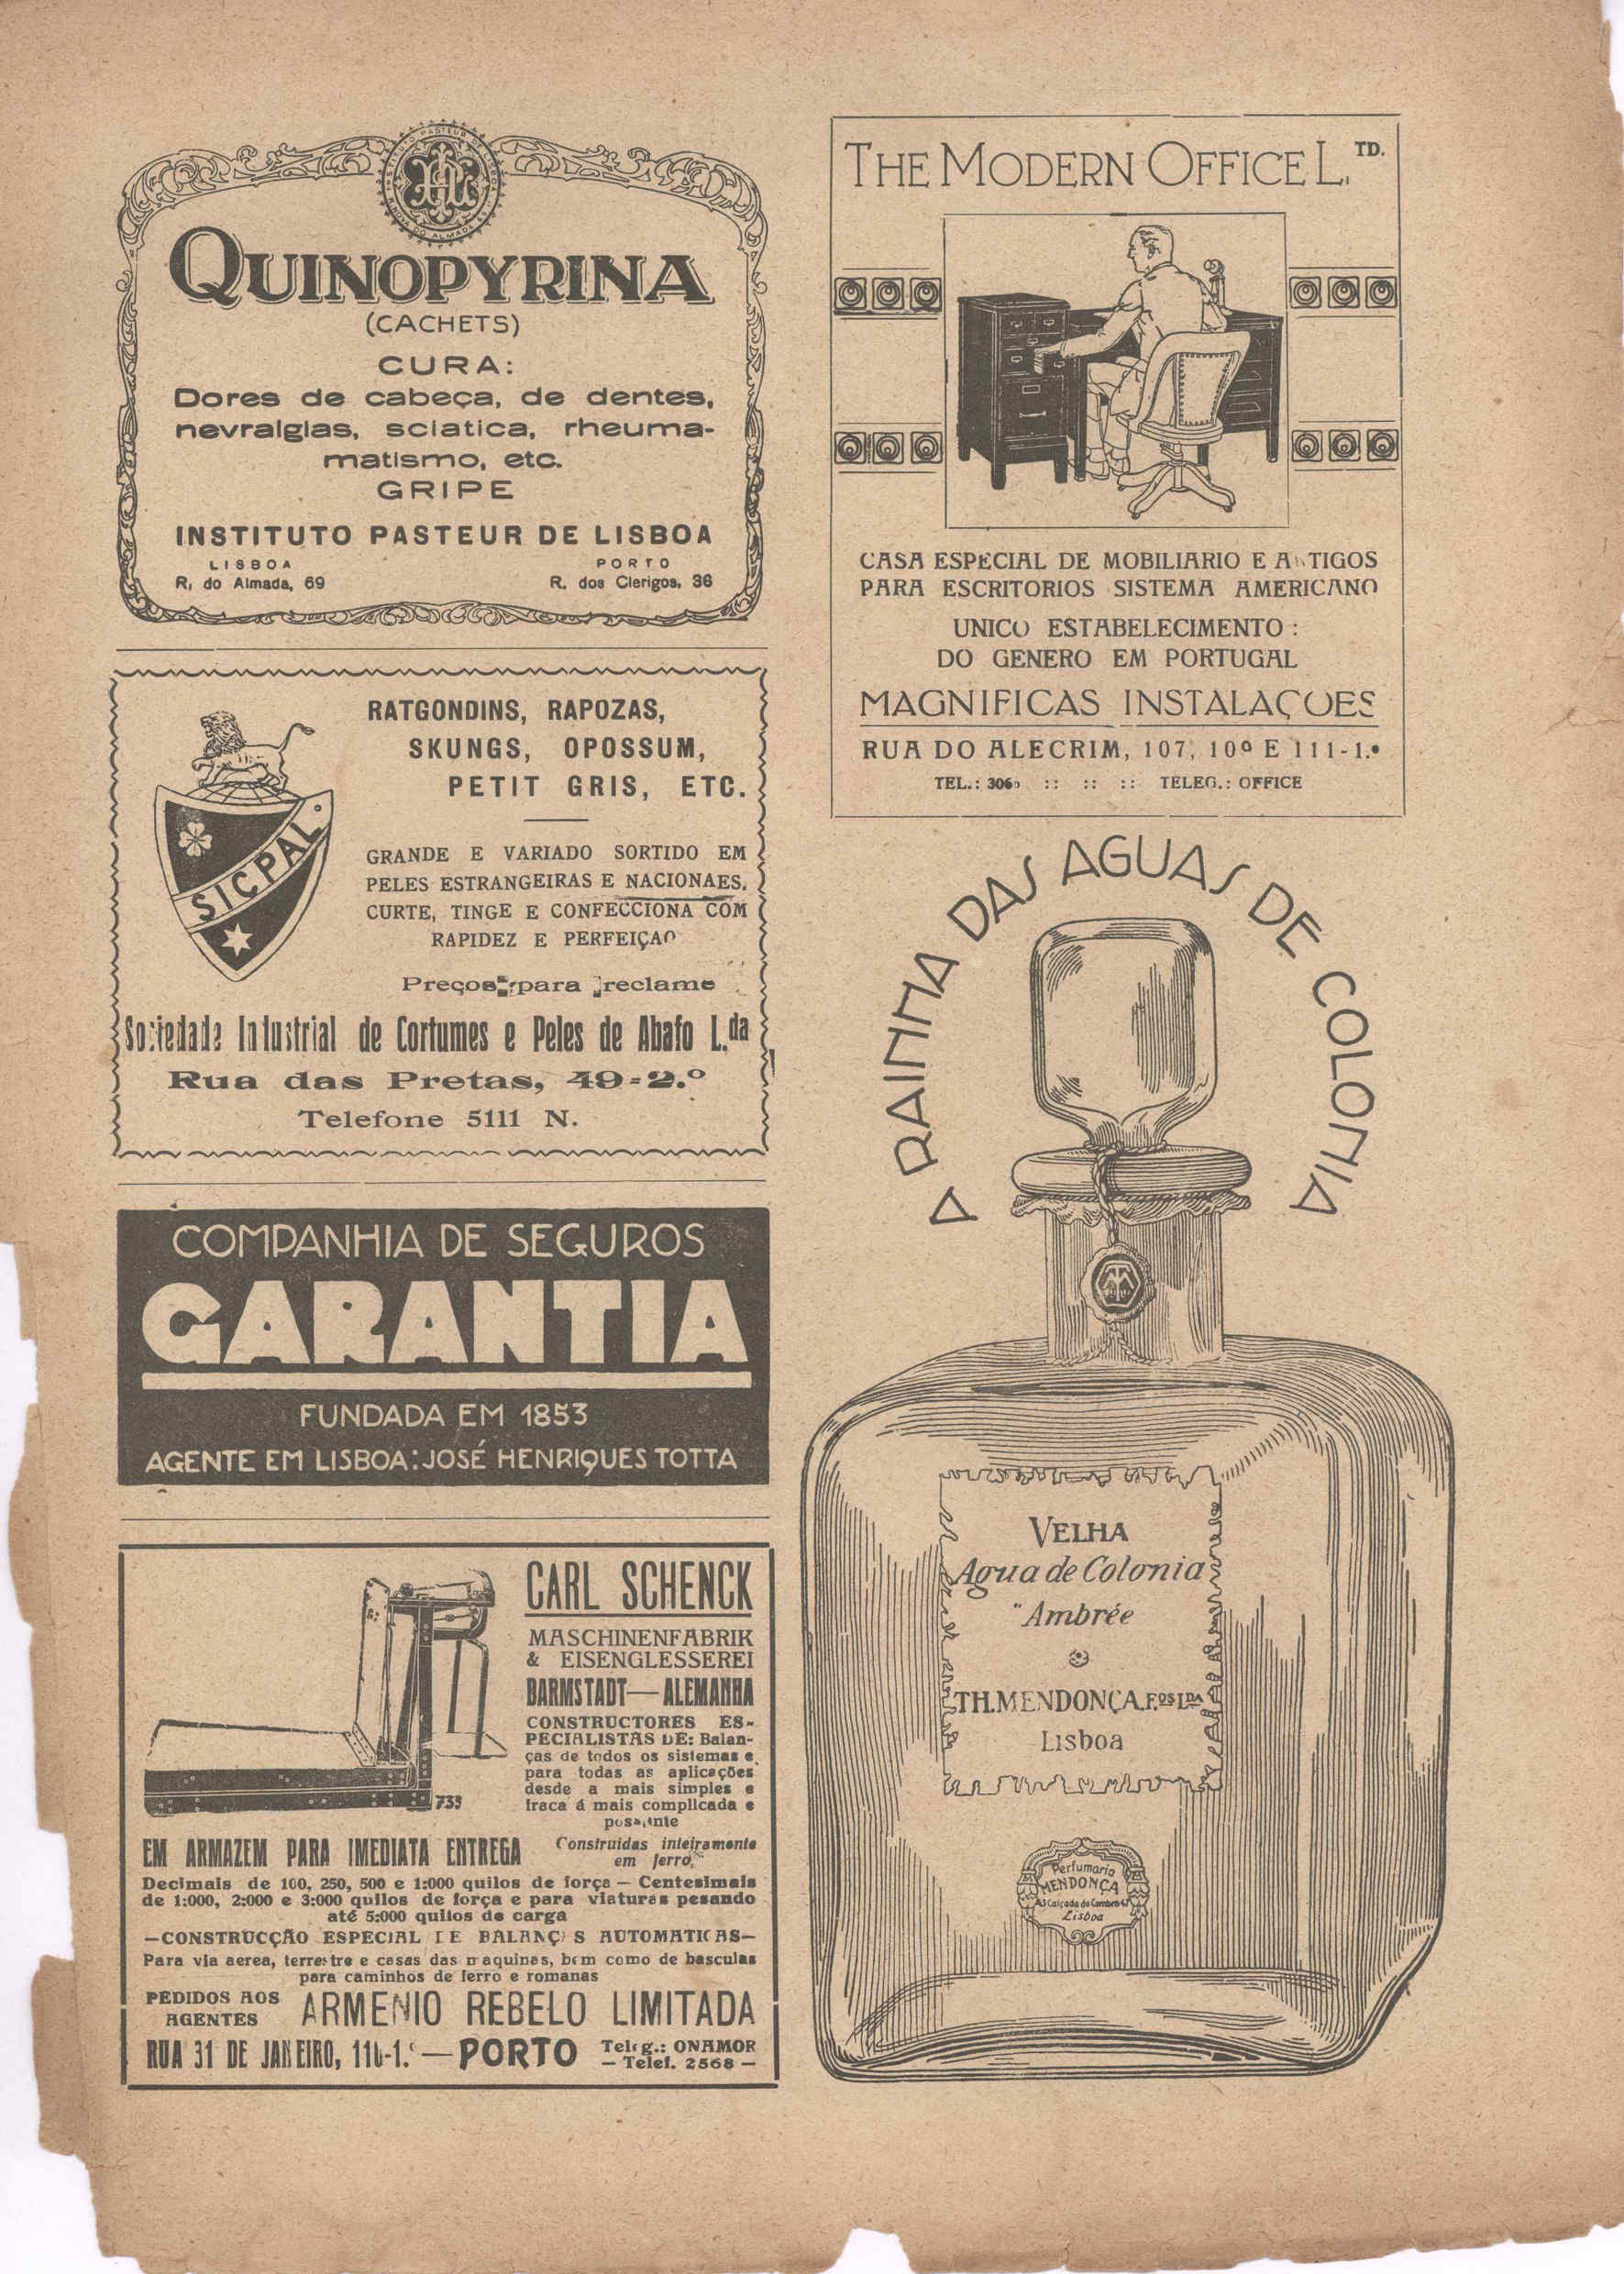 QUINOPYRINA
(CACHETS)
CURA:
Dores de cabeça, de dentes,
nevralgias, sciatica, rheuma-
matismo, etc.
GRIPE
INSTITUTO PASTEUR DE LISBOA
LISBOA
R. do Almada, 69
PORTO
R. dos Clerigos, 36
RATGONDINS, RAPOZAS,
SKUNGS, OPOSSUM,
PETIT GRIS, ETC.
SICPAL
GRANDE E VARIADO SORTIDO EM
PELES ESTRANGEIRAS E NACIONAES.
CURTE, TINGE E CONFECCIONA COM
RAPIDEZ E PERFEIÇAO
Preços para reclame
Sociedade Industrial de Cortumes e Peles de Abafo L.da
Rua das Pretas, 49-2.º
Telefone 5111 N.
COMPANHIA DE SEGUROS
GARANTIA
FUNDADA EM 1853
AGENTE EM LISBOA: JOSÉ HENRIQUES TOTTA
CARL SCHENCK
MASCHINENFABRIK
& EISENGLESSEREI
DARMSTADT—ALEMANHA
CONSTRUCTORES ES-
PECIALISTAS DE: Balan-
ças de todos os sistemas e
para todas as aplicações
desde a mais simples e
fraca á mais complicada e
possante
733
EM ARMAZEM PARA IMEDIATA ENTREGA
Construidas inteiramente
em ferro.
Decimais de 100, 250, 500 e 1:000 quilos de força — Centesimais
de 1:000, 2:000 e 3:000 quilos de força e para viaturas pesando
até 5:000 quilos de carga
—CONSTRUCÇÃO ESPECIAL DE BALANÇAS AUTOMATICAS—
Para via aerea, terrestre e casas das maquinas, bem como de basculas
para caminhos de ferro e romanas
PEDIDOS AOS
AGENTES
ARMENIO REBELO LIMITADA
RUA 31 DE JANEIRO, — PORTO
Teleg.: ONAMOR
— Telef. 2568 —
THE MODERN OFFICE L.TD.
CASA ESPECIAL DE MOBILIARIO E ARTIGOS
PARA ESCRITORIOS SISTEMA AMERICANO
UNICO ESTABELECIMENTO :
DO GENERO EM PORTUGAL
MAGNIFICAS INSTALAÇOES
RUA DO ALECRIM, 107, E 111-1.º
TEL.: :: :: :: TELEG.: OFFICE
A RAINHA DAS AGUAS DE COLONIA
VELHA
Agua de Colonia
"Ambrée
TH. MENDONÇA. F.OS L.DA
Lisboa
Perfumaria
MENDONÇA
Lisboa